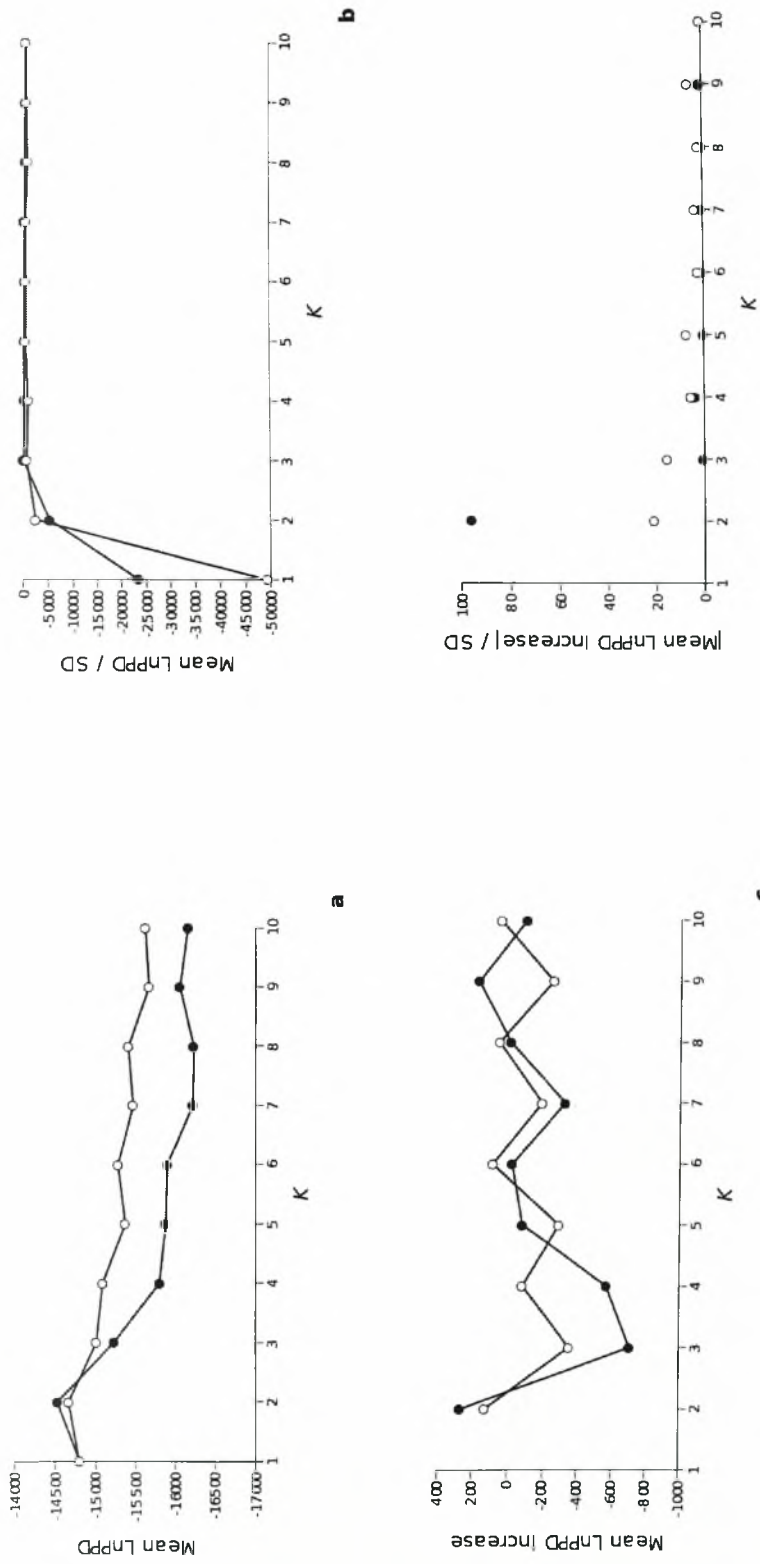 Mean LnPPD
-14000
-14500
-15000
-15500
-16000
-16500
-17000
1 2 3 4 5 6 7 8 9 10
K
a
Mean LnPPD / SD
0
-5000
-10000
-15000
-20000
-25000
-30000
-35000
-40000
-45000
-50000
1 2 3 4 5 6 7 8 9 10
K
b
Mean LnPPD increase
400
200
0
-200
-400
-600
-800
-1000
1 2 3 4 5 6 7 8 9 10
K
|Mean LnPPD increase| / SD
100
80
60
40
20
0
1 2 3 4 5 6 7 8 9 10
K